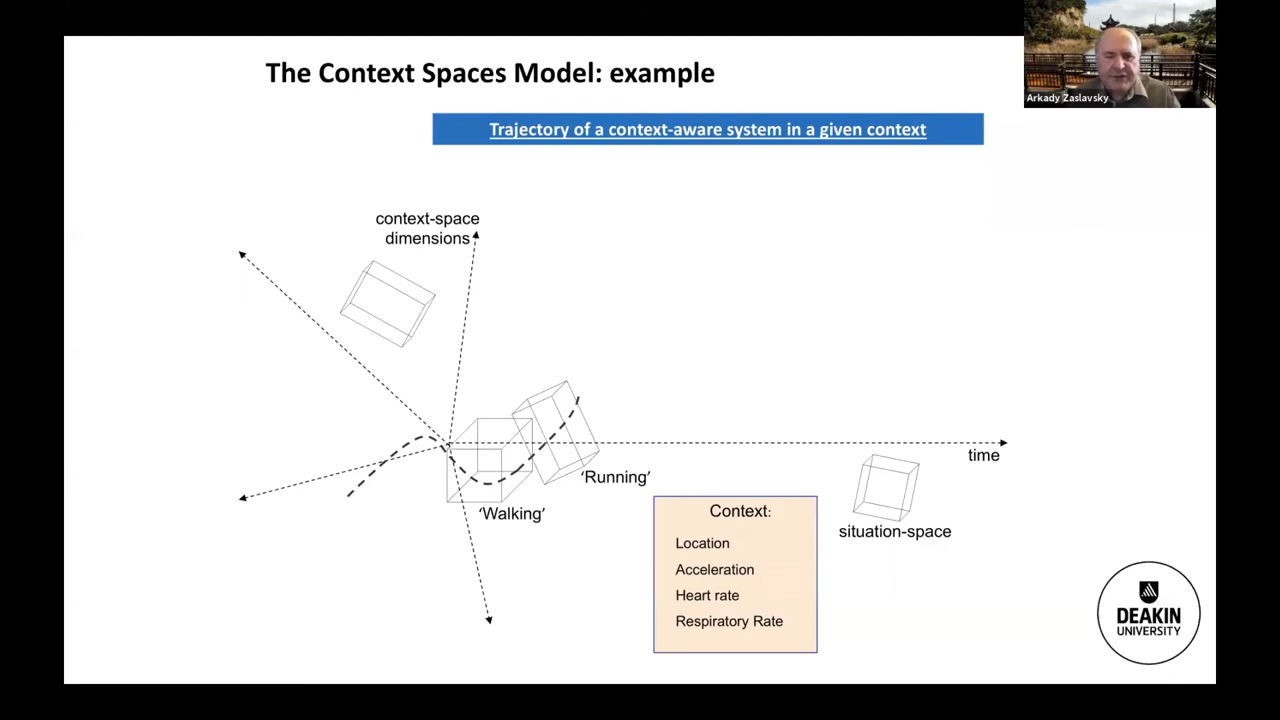 Arkady Zaslavsky
The Context Spaces Model: example
Trajectory of a context-aware system in a given context
context-space
dimensions
time
'Running'
'Walking'
situation-space
Context:
Location
Acceleration
Heart rate
Respiratory Rate
DEAKIN
UNIVERSITY